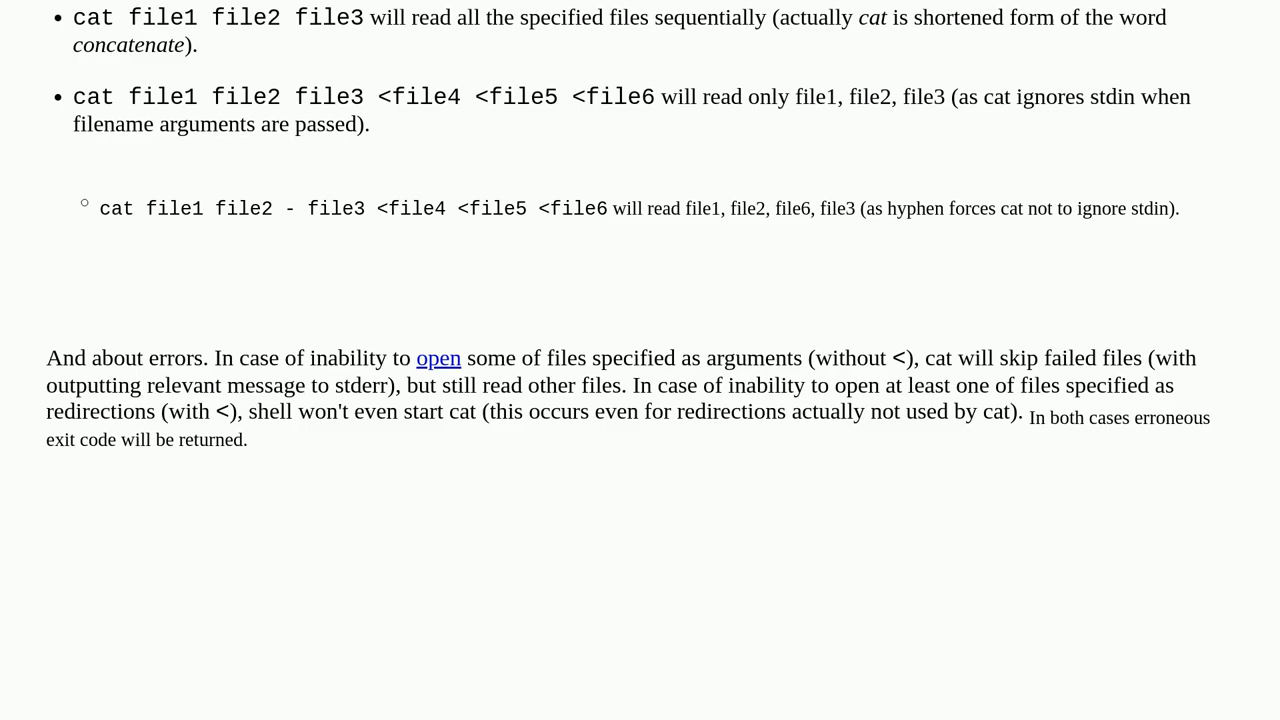 • cat file1 file2 file3 will read all the specified files sequentially (actually cat is shortened form of the word
concatenate).
• cat file1 file2 file3 <file4 <file5 <file6 will read only file1, file2, file3 (as cat ignores stdin when
filename arguments are passed).
○ cat file1 file2 - file3 <file4 <file5 <file6 will read file1, file2, file6, file3 (as hyphen forces cat not to ignore stdin).
And about errors. In case of inability to open some of files specified as arguments (without <), cat will skip failed files (with
outputting relevant message to stderr), but still read other files. In case of inability to open at least one of files specified as
redirections (with <), shell won't even start cat (this occurs even for redirections actually not used by cat). In both cases erroneous
exit code will be returned.